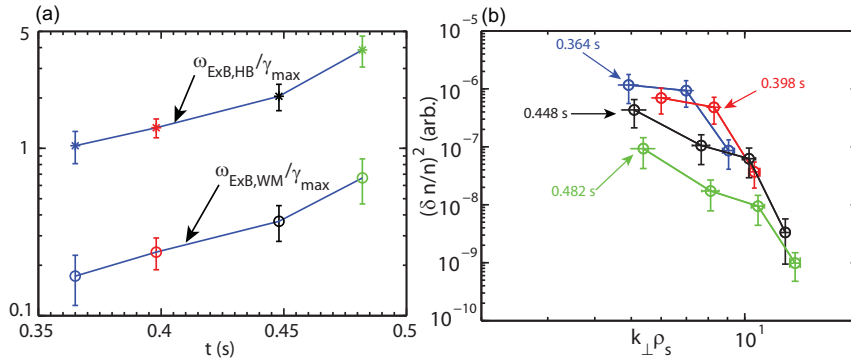 (a)
5
1
0.1
ω_ExB,HB/γ_max
ω_ExB,WM/γ_max
0.35 0.4 0.45 0.5
t (s)
(b)
10^-5
10^-6
10^-7
10^-8
10^-9
10^-10
(δ n/n)^2 (arb.)
0.364 s
0.398 s
0.448 s
0.482 s
10^1
k_⊥ρ_s